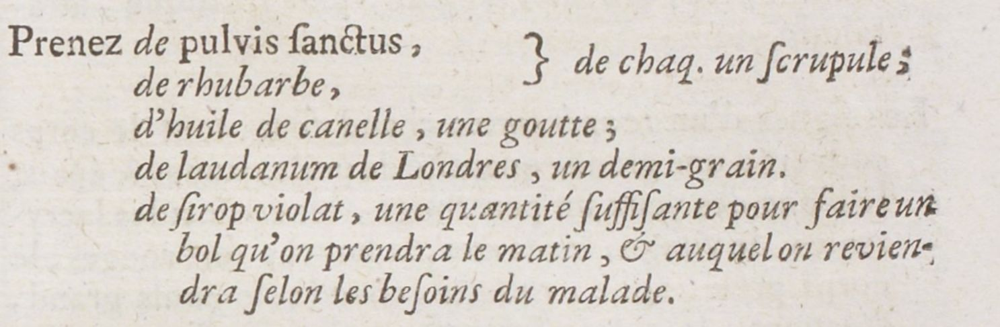 Prenez de pulvis ſanctus, } de chaq. un ſcrupule;
de rhubarbe,
d'huile de canelle, une goutte;
de laudanum de Londres, un demi-grain.
de ſirop violat, une quantité ſuffiſante pour faire un
bol qu'on prendra le matin, & auquel on revien-
dra ſelon les beſoins du malade.